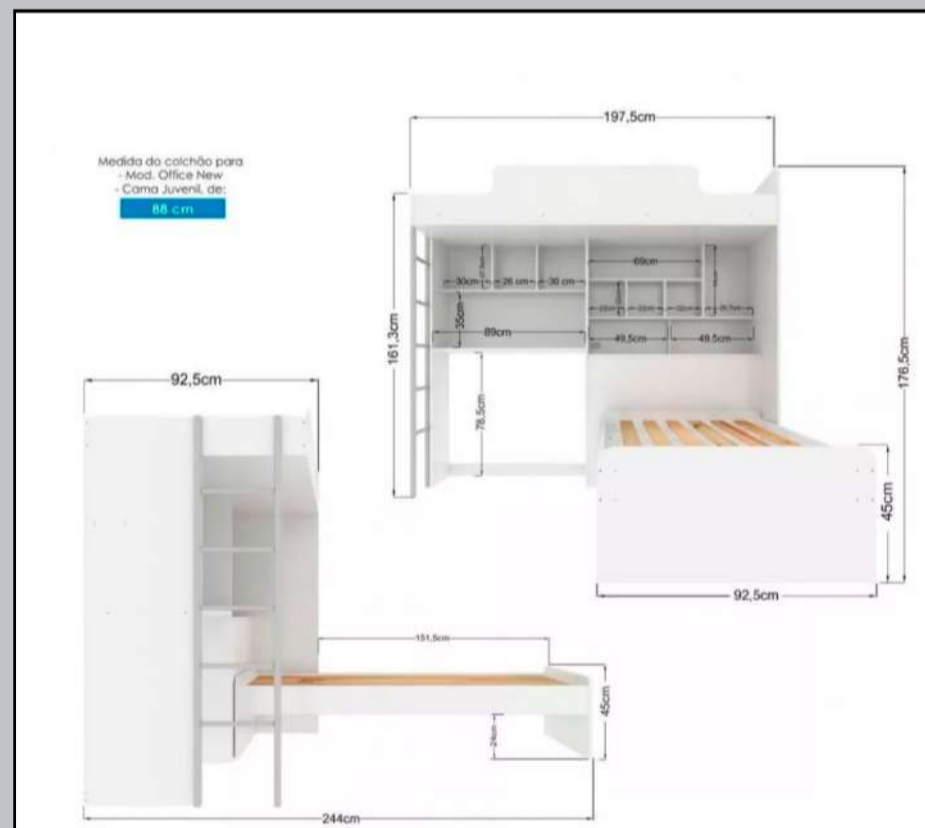 197,5cm
Medida do colchão para
- Mod. Office New
- Cama Juvenil, de:
88 cm
69cm
30cm 26 cm 30 cm
35cm
89cm
49,5cm 49,5cm
161,3cm
176,5cm
92,5cm
78,5cm
45cm
92,5cm
151,5cm
45cm
24cm
244cm